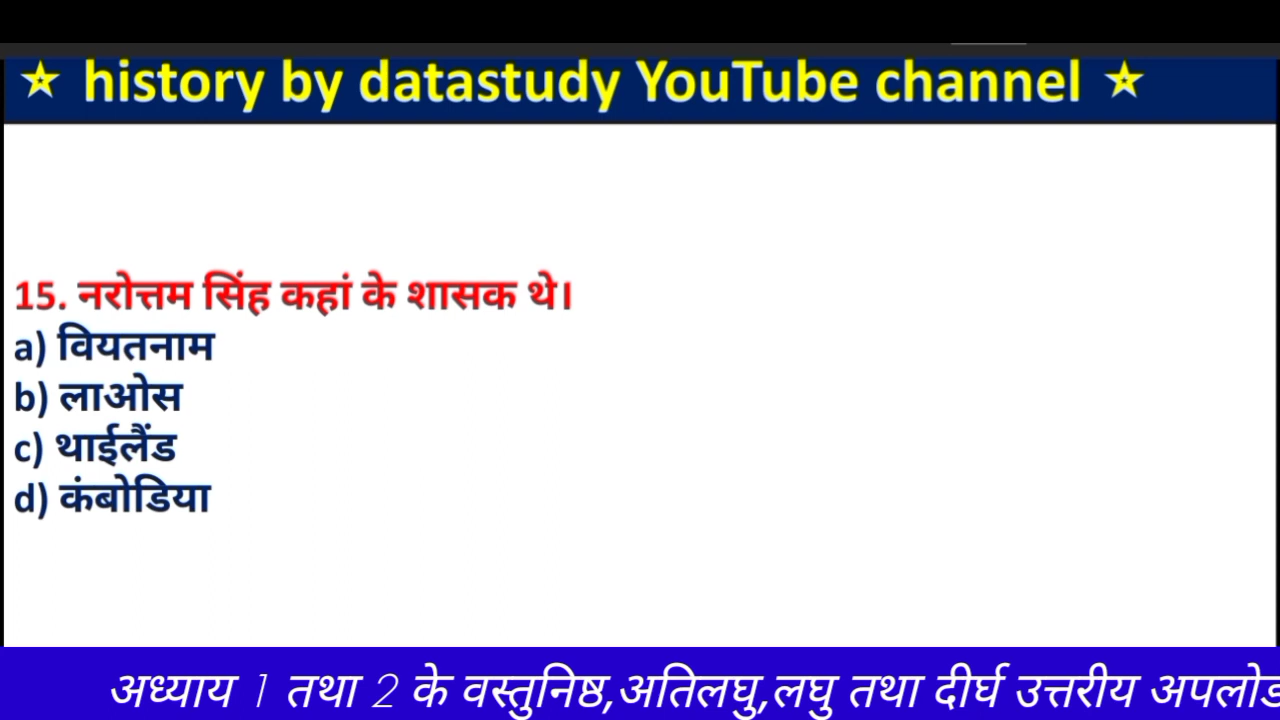 ☆ history by datastudy YouTube channel ☆
15. नरोत्तम सिंह कहां के शासक थे।
a) वियतनाम
b) लाओस
c) थाईलैंड
d) कंबोडिया
अध्याय 1 तथा 2 के वस्तुनिष्ठ,अतिलघु,लघु तथा दीर्घ उत्तरीय